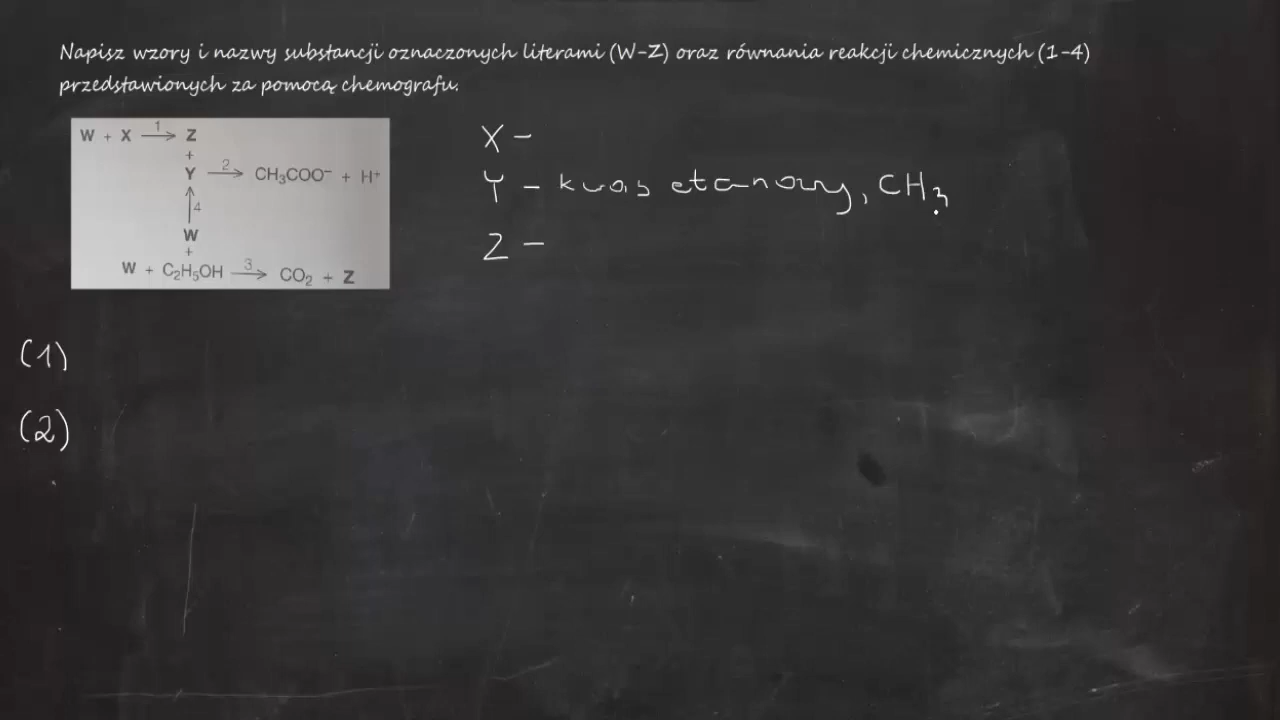 Napisz wzory i nazwy substancji oznaczonych literami (W-Z) oraz równania reakcji chemicznych (1-4)
przedstawionych za pomocą chemografu.
W + X 1→ Z
+
Y 2→ CH₃COO⁻ + H⁺
↑4
W
+
W + C₂H₅OH 3→ CO₂ + Z
X -
Y - kwas etanowy, CH₃
Z -
(1)
(2)